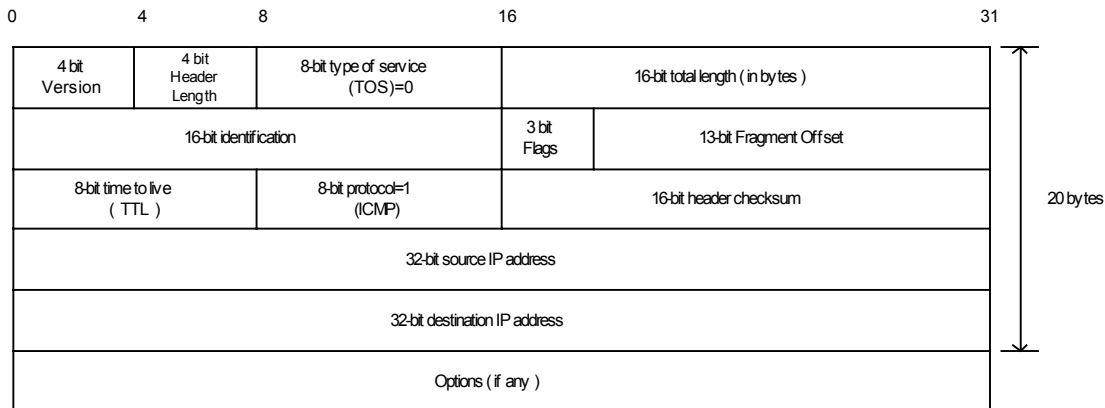 0 4 8 16 31
4 bit
Version
4 bit
Header
Length
8-bit type of service
(TOS)=0
16-bit total length ( in bytes )
16-bit identification
3 bit
Flags
13-bit Fragment Offset
8-bit time to live
( TTL )
8-bit protocol=1
(ICMP)
16-bit header checksum
20 bytes
32-bit source IP address
32-bit destination IP address
Options ( if any )